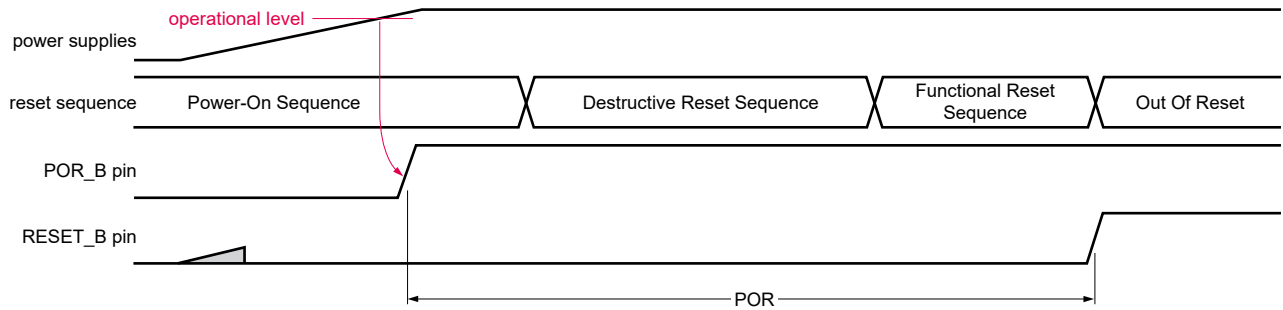 operational level
power supplies
reset sequence
Power-On Sequence
Destructive Reset Sequence
Functional Reset
Sequence
Out Of Reset
POR_B pin
RESET_B pin
POR